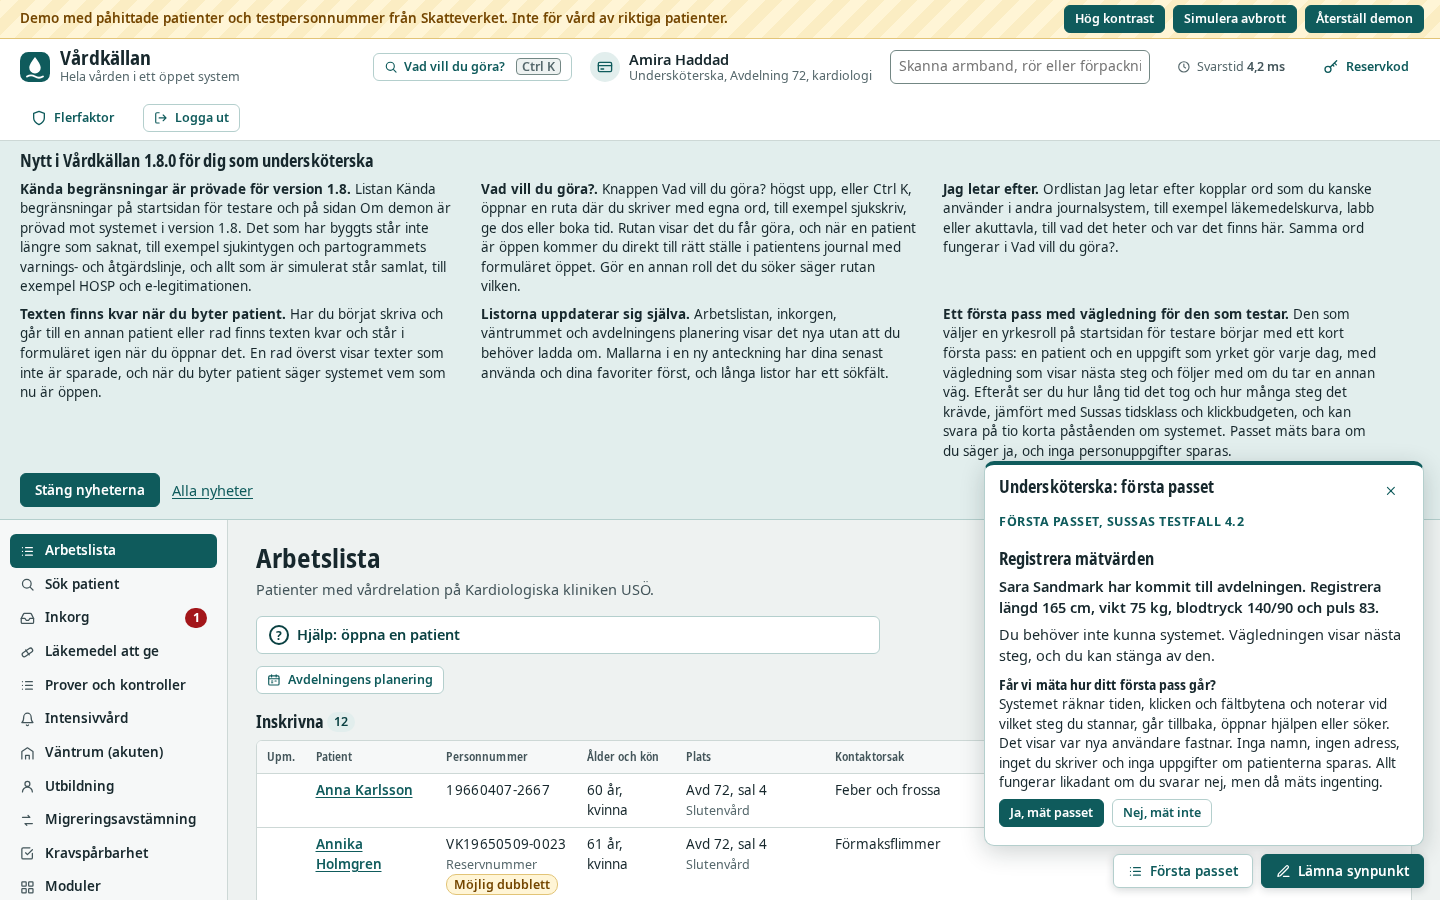 Demo med påhittade patienter och testpersonnummer från Skatteverket. Inte för vård av riktiga patienter.
Hög kontrast
Simulera avbrott
Återställ demon
Vårdkällan
Hela vården i ett öppet system
Vad vill du göra? Ctrl K
Amira Haddad
Undersköterska, Avdelning 72, kardiologi
Skanna armband, rör eller förpackni
Svarstid 4,2 ms
Reservkod
Flerfaktor
Logga ut
Nytt i Vårdkällan 1.8.0 för dig som undersköterska
Kända begränsningar är prövade för version 1.8. Listan Kända
begränsningar på startsidan för testare och på sidan Om demon är
prövad mot systemet i version 1.8. Det som har byggts står inte
längre som saknat, till exempel sjukintygen och partogrammets
varnings- och åtgärdslinje, och allt som är simulerat står samlat, till
exempel HOSP och e-legitimationen.
Vad vill du göra?. Knappen Vad vill du göra? högst upp, eller Ctrl K,
öppnar en ruta där du skriver med egna ord, till exempel sjukskriv,
ge dos eller boka tid. Rutan visar det du får göra, och när en patient
är öppen kommer du direkt till rätt ställe i patientens journal med
formuläret öppet. Gör en annan roll det du söker säger rutan
vilken.
Jag letar efter. Ordlistan Jag letar efter kopplar ord som du kanske
använder i andra journalsystem, till exempel läkemedelskurva, labb
eller akuttavla, till vad det heter och var det finns här. Samma ord
fungerar i Vad vill du göra?.
Texten finns kvar när du byter patient. Har du börjat skriva och
går till en annan patient eller rad finns texten kvar och står i
formuläret igen när du öppnar det. En rad överst visar texter som
inte är sparade, och när du byter patient säger systemet vem som
nu är öppen.
Listorna uppdaterar sig själva. Arbetslistan, inkorgen,
väntrummet och avdelningens planering visar det nya utan att du
behöver ladda om. Mallarna i en ny anteckning har dina senast
använda och dina favoriter först, och långa listor har ett sökfält.
Ett första pass med vägledning för den som testar. Den som
väljer en yrkesroll på startsidan för testare börjar med ett kort
första pass: en patient och en uppgift som yrket gör varje dag, med
vägledning som visar nästa steg och följer med om du tar en annan
väg. Efteråt ser du hur lång tid det tog och hur många steg det
krävde, jämfört med Sussas tidsklass och klickbudgeten, och kan
svara på tio korta påståenden om systemet. Passet mäts bara om
du säger ja, och inga personuppgifter sparas.
Stäng nyheterna
Alla nyheter
Arbetslista
Sök patient
Inkorg 1
Läkemedel att ge
Prover och kontroller
Intensivvård
Väntrum (akuten)
Utbildning
Migreringsavstämning
Kravspårbarhet
Moduler
Arbetslista
Patienter med vårdrelation på Kardiologiska kliniken USÖ.
? Hjälp: öppna en patient
Avdelningens planering
Inskrivna 12
Upm. Patient Personnummer Ålder och kön Plats Kontaktorsak
Anna Karlsson 19660407-2667 60 år, kvinna Avd 72, sal 4 Slutenvård Feber och frossa
Annika Holmgren VK19650509-0023 Reservnummer Möjlig dubblett 61 år, kvinna Avd 72, sal 4 Slutenvård Förmaksflimmer
Undersköterska: första passet
FÖRSTA PASSET, SUSSAS TESTFALL 4.2
Registrera mätvärden
Sara Sandmark har kommit till avdelningen. Registrera
längd 165 cm, vikt 75 kg, blodtryck 140/90 och puls 83.
Du behöver inte kunna systemet. Vägledningen visar nästa
steg, och du kan stänga av den.
Får vi mäta hur ditt första pass går?
Systemet räknar tiden, klicken och fältbytena och noterar vid
vilket steg du stannar, går tillbaka, öppnar hjälpen eller söker.
Det visar var nya användare fastnar. Inga namn, ingen adress,
inget du skriver och inga uppgifter om patienterna sparas. Allt
fungerar likadant om du svarar nej, men då mäts ingenting.
Ja, mät passet
Nej, mät inte
Första passet
Lämna synpunkt